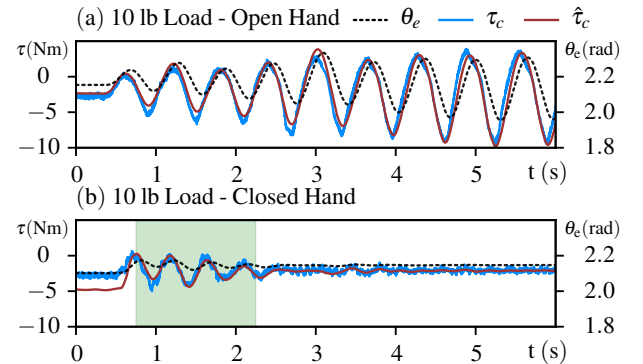 (a) 10 lb Load - Open Hand θe τc τ̂c
τ(Nm) θe(rad)
0 2.2
−5 2.0
−10 1.8
0 1 2 3 4 5 t (s)
(b) 10 lb Load - Closed Hand
τ(Nm) θe(rad)
0 2.2
−5 2.0
−10 1.8
0 1 2 3 4 5 t (s)